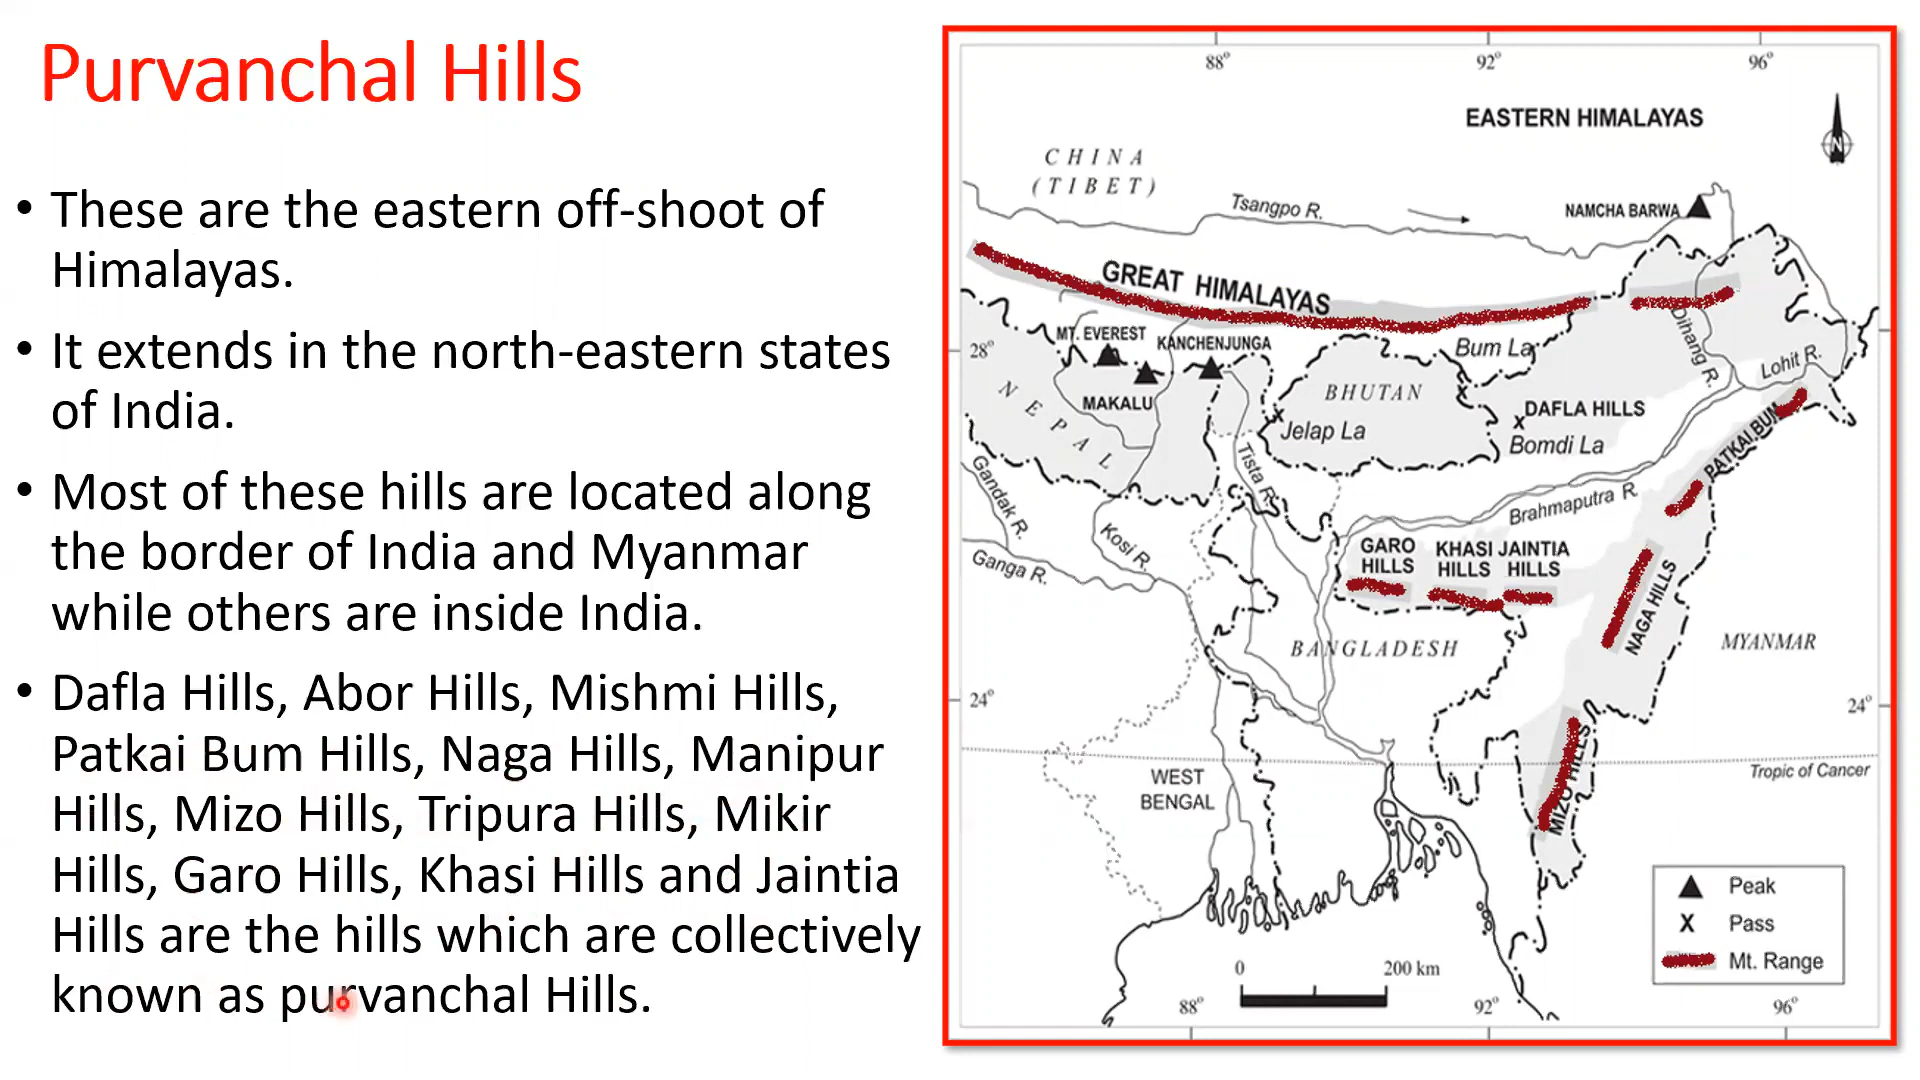 Purvanchal Hills
• These are the eastern off-shoot of
Himalayas.
• It extends in the north-eastern states
of India.
• Most of these hills are located along
the border of India and Myanmar
while others are inside India.
• Dafla Hills, Abor Hills, Mishmi Hills,
Patkai Bum Hills, Naga Hills, Manipur
Hills, Mizo Hills, Tripura Hills, Mikir
Hills, Garo Hills, Khasi Hills and Jaintia
Hills are the hills which are collectively
known as purvanchal Hills.
88°
92°
96°
EASTERN HIMALAYAS
N
CHINA
(TIBET)
Tsangpo R.
NAMCHA BARWA
GREAT HIMALAYAS
MT. EVEREST
KANCHENJUNGA
MAKALU
28°
NEPAL
Bum La
Dihang R.
Lohit R.
BHUTAN
x DAFLA HILLS
x Jelap La
Bomdi La
PATKAI BUM
Tista R.
Gandak R.
Kosi R.
Ganga R.
Brahmaputra R.
GARO
HILLS
KHASI
HILLS
JAINTIA
HILLS
NAGA HILLS
BANGLADESH
MYANMAR
24°
24°
Tropic of Cancer
WEST
BENGAL
MIZO HILLS
Peak
X Pass
Mt. Range
0
200 km
88°
92°
96°